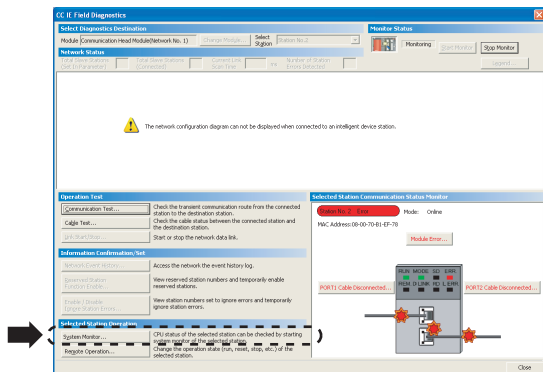 CC IE Field Diagnostics
Select Diagnostics Destination
Monitor Status
Module Communication Head Module(Network No. 1)
Change Module...
Select Station
Station No.2
Monitoring
Start Monitor
Stop Monitor
Network Status
Total Slave Stations (Set In Parameter)
Total Slave Stations (Connected)
Current Link Scan Time
ms
Number of Station Errors Detected
Legend...
The network configuration diagram can not be displayed when connected to an intelligent device station.
Operation Test
Communication Test...
Check the transient communication route from the connected station to the destination station.
Cable Test...
Check the cable status between the connected station and the destination station.
Link Start/Stop...
Start or stop the network data link.
Information Confirmation/Set
Network Event History...
Access the network the event history log.
Reserved Station Function Enable...
View reserved station numbers and temporarily enable reserved stations.
Enable / Disable Ignore Station Errors...
View station numbers set to ignore errors and temporarily ignore station errors.
Selected Station Operation
System Monitor...
CPU status of the selected station can be checked by starting system monitor of the selected station.
Remote Operation...
Change the operation state (run, reset, stop, etc.) of the selected station.
Selected Station Communication Status Monitor
Station No. 2 Error
Mode: Online
MAC Address:08-00-70-B1-EF-78
Module Error...
RUN MODE SD ERR.
REM D LINK RD L ERR.
PORT1 Cable Disconnected...
PORT2 Cable Disconnected...
Close